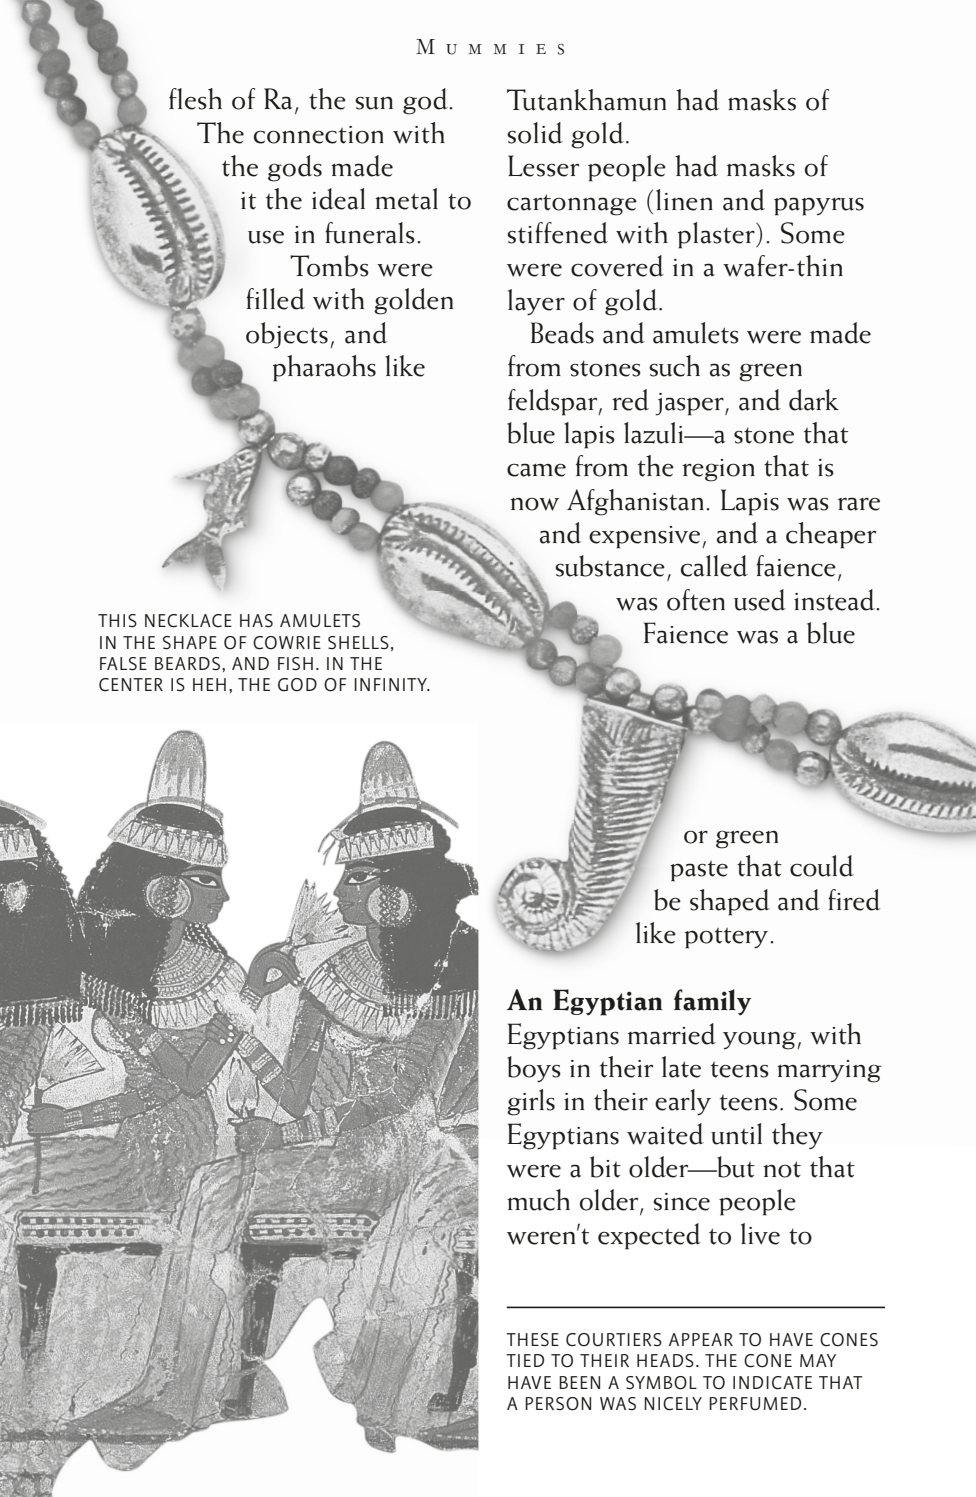 Mummies
flesh of Ra, the sun god.
The connection with
the gods made
it the ideal metal to
use in funerals.
Tombs were
filled with golden
objects, and
pharaohs like
THIS NECKLACE HAS AMULETS
IN THE SHAPE OF COWRIE SHELLS,
FALSE BEARDS, AND FISH. IN THE
CENTER IS HEH, THE GOD OF INFINITY.
Tutankhamun had masks of
solid gold.
Lesser people had masks of
cartonnage (linen and papyrus
stiffened with plaster). Some
were covered in a wafer-thin
layer of gold.
Beads and amulets were made
from stones such as green
feldspar, red jasper, and dark
blue lapis lazuli—a stone that
came from the region that is
now Afghanistan. Lapis was rare
and expensive, and a cheaper
substance, called faience,
was often used instead.
Faience was a blue
or green
paste that could
be shaped and fired
like pottery.
An Egyptian family
Egyptians married young, with
boys in their late teens marrying
girls in their early teens. Some
Egyptians waited until they
were a bit older—but not that
much older, since people
weren't expected to live to
THESE COURTIERS APPEAR TO HAVE CONES
TIED TO THEIR HEADS. THE CONE MAY
HAVE BEEN A SYMBOL TO INDICATE THAT
A PERSON WAS NICELY PERFUMED.